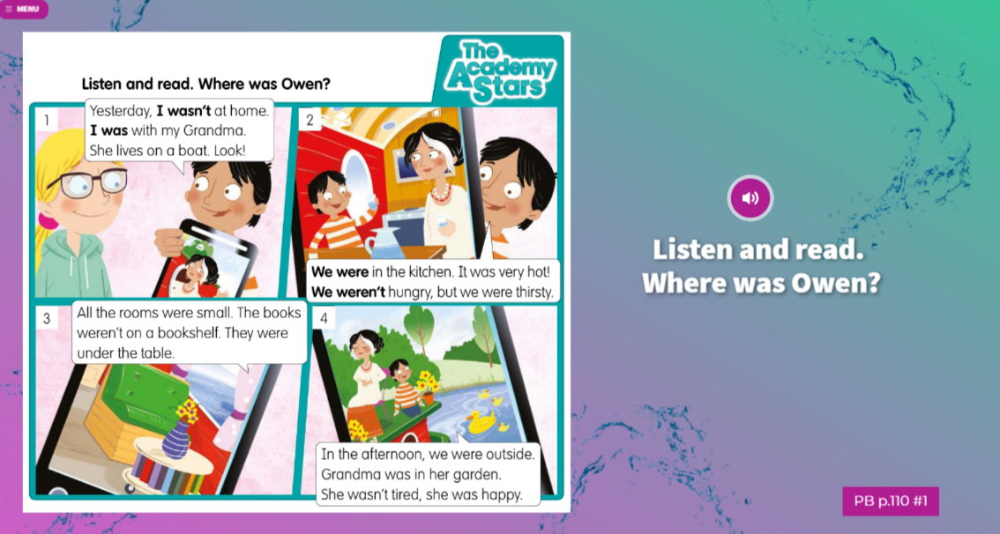 MENU
The
Academy
Stars
Listen and read. Where was Owen?
1
Yesterday, I wasn't at home.
I was with my Grandma.
She lives on a boat. Look!
2
We were in the kitchen. It was very hot!
We weren't hungry, but we were thirsty.
3
All the rooms were small. The books
weren't on a bookshelf. They were
under the table.
4
In the afternoon, we were outside.
Grandma was in her garden.
She wasn't tired, she was happy.
Listen and read.
Where was Owen?
PB p.110 #1